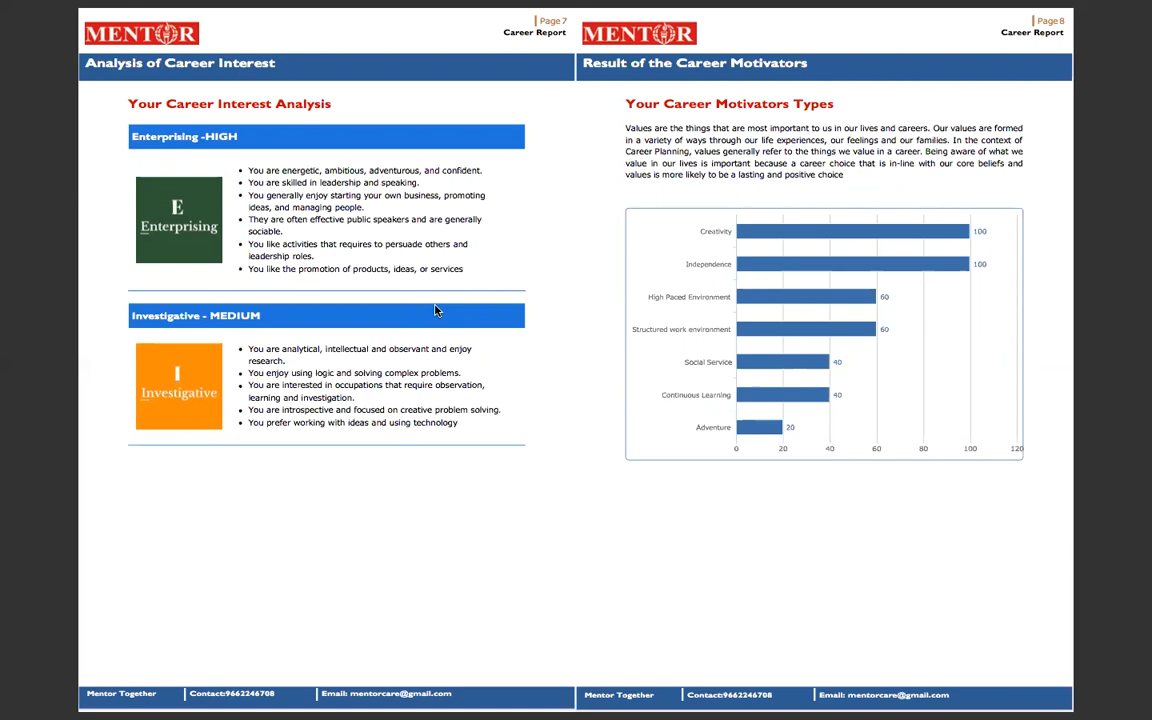 MENTOR
Page7
Career Report
Analysis of Career Interest
Your Career Interest Analysis
Enterprising -HIGH
E
Enterprising
• You are energetic, ambitious, adventurous, and confident.
• You are skilled in leadership and speaking.
• You generally enjoy starting your own business, promoting
ideas, and managing people.
• They are often effective public speakers and are generally
sociable.
• You like activities that requires to persuade others and
leadership roles.
• You like the promotion of products, ideas, or services
Investigative - MEDIUM
I
Investigative
• You are analytical, intellectual and observant and enjoy
research.
• You enjoy using logic and solving complex problems.
• You are interested in occupations that require observation,
learning and investigation.
• You are introspective and focused on creative problem solving.
• You prefer working with ideas and using technology
Mentor Together
Contact:9662246708
Email: mentorcare@gmail.com
MENTOR
Page8
Career Report
Result of the Career Motivators
Your Career Motivators Types
Values are the things that are most important to us in our lives and careers. Our values are formed
in a variety of ways through our life experiences, our feelings and our families. In the context of
Career Planning, values generally refer to the things we value in a career. Being aware of what we
value in our lives is important because a career choice that is in-line with our core beliefs and
values is more likely to be a lasting and positive choice
Creativity 100
Independence 100
High Paced Environment 60
Structured work environment 60
Social Service 40
Continuous Learning 40
Adventure 20
0 20 40 60 80 100 120
Mentor Together
Contact:9662246708
Email: mentorcare@gmail.com